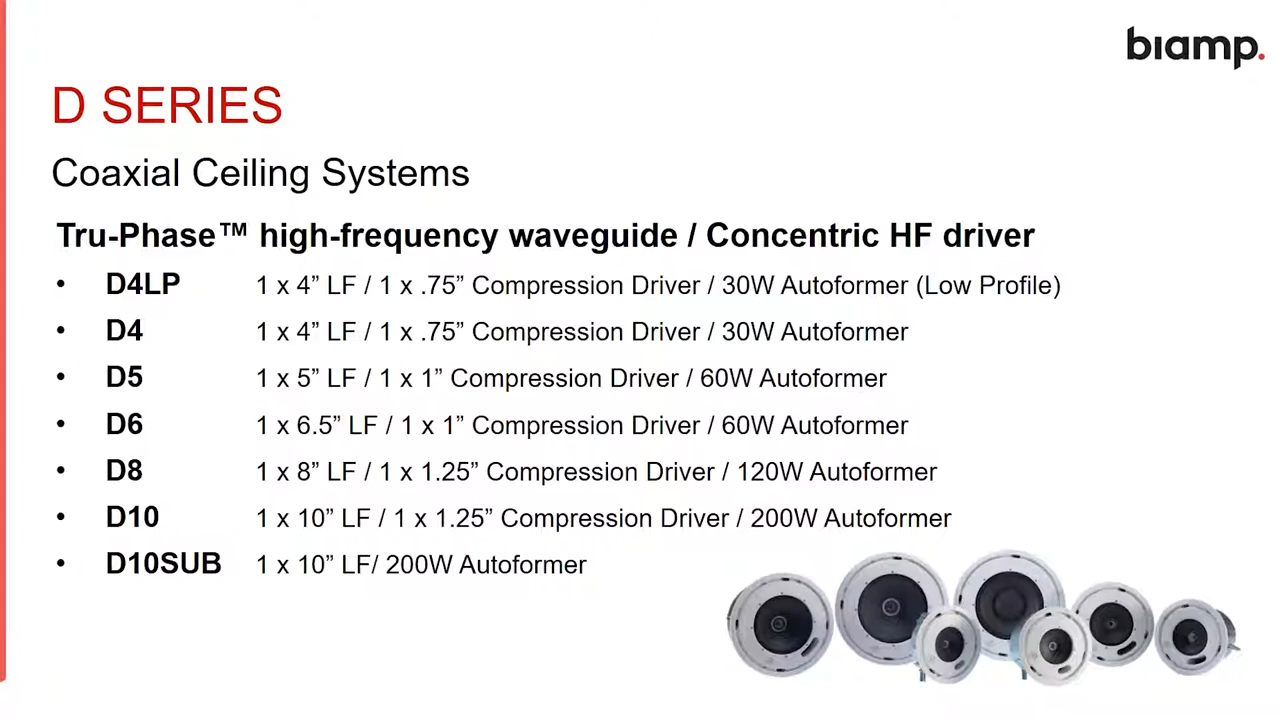 biamp.
D SERIES
Coaxial Ceiling Systems
Tru-Phase™ high-frequency waveguide / Concentric HF driver
• D4LP 1 x 4” LF / 1 x .75” Compression Driver / 30W Autoformer (Low Profile)
• D4 1 x 4” LF / 1 x .75” Compression Driver / 30W Autoformer
• D5 1 x 5” LF / 1 x 1” Compression Driver / 60W Autoformer
• D6 1 x 6.5” LF / 1 x 1” Compression Driver / 60W Autoformer
• D8 1 x 8” LF / 1 x 1.25” Compression Driver / 120W Autoformer
• D10 1 x 10” LF / 1 x 1.25” Compression Driver / 200W Autoformer
• D10SUB 1 x 10” LF/ 200W Autoformer